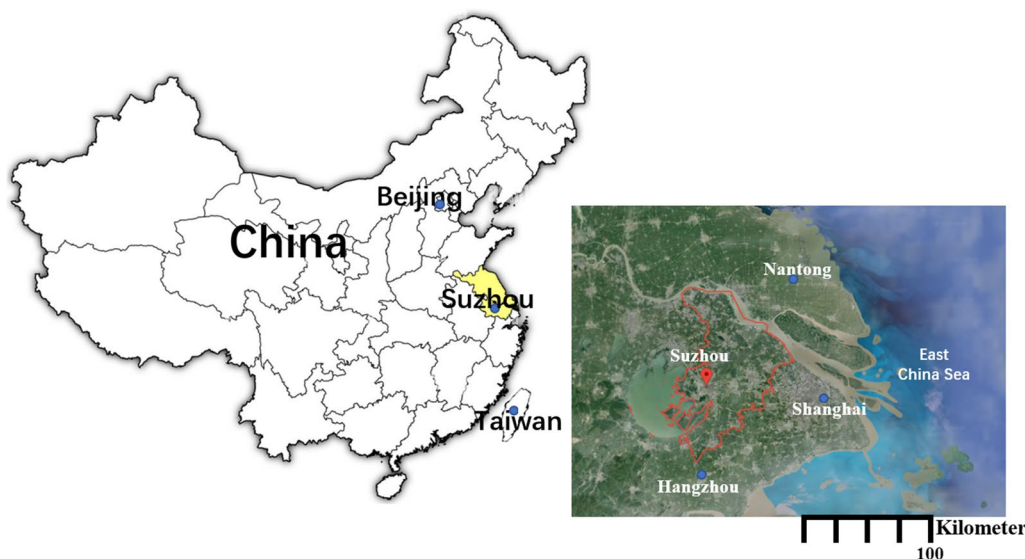 Beijing
China
Suzhou
Taiwan
Nantong
Suzhou
East
China Sea
Shanghai
Hangzhou
Kilometer
100